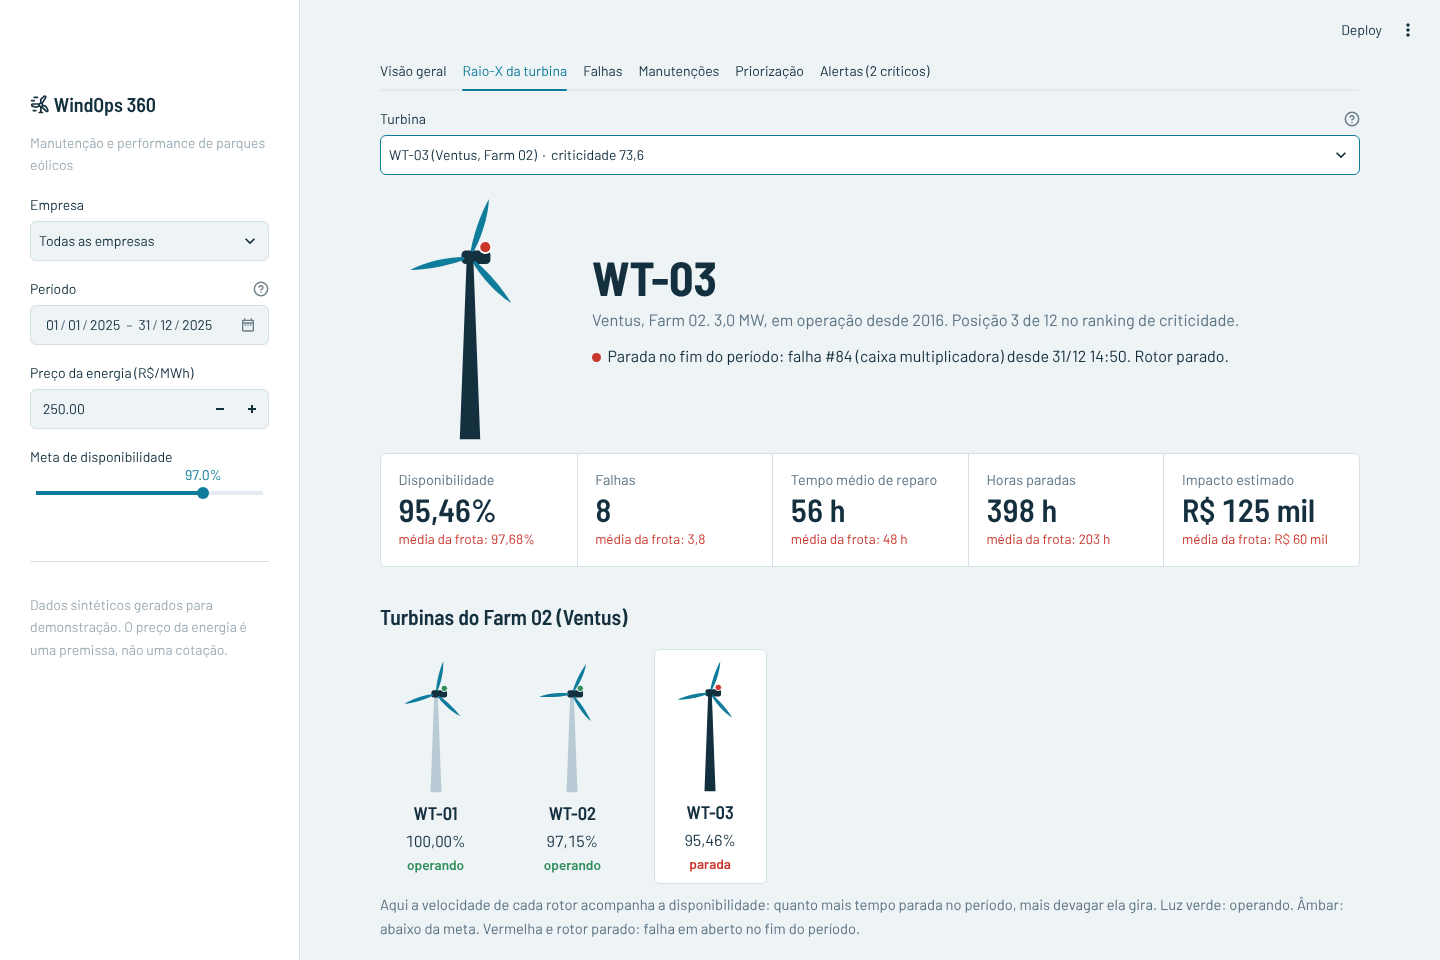 Deploy
WindOps 360
Manutenção e performance de parques
eólicos
Empresa
Todas as empresas
Período
01 / 01 / 2025 – 31 / 12 / 2025
Preço da energia (R$/MWh)
250.00
Meta de disponibilidade
97.0%
Dados sintéticos gerados para
demonstração. O preço da energia é
uma premissa, não uma cotação.
Visão geral Raio-X da turbina Falhas Manutenções Priorização Alertas (2 críticos)
Turbina
WT-03 (Ventus, Farm 02) · criticidade 73,6
WT-03
Ventus, Farm 02. 3,0 MW, em operação desde 2016. Posição 3 de 12 no ranking de criticidade.
Parada no fim do período: falha #84 (caixa multiplicadora) desde 31/12 14:50. Rotor parado.
Disponibilidade
95,46%
média da frota: 97,68%
Falhas
8
média da frota: 3,8
Tempo médio de reparo
56 h
média da frota: 48 h
Horas paradas
398 h
média da frota: 203 h
Impacto estimado
R$ 125 mil
média da frota: R$ 60 mil
Turbinas do Farm 02 (Ventus)
WT-01
100,00%
operando
WT-02
97,15%
operando
WT-03
95,46%
parada
Aqui a velocidade de cada rotor acompanha a disponibilidade: quanto mais tempo parada no período, mais devagar ela gira. Luz verde: operando. Âmbar:
abaixo da meta. Vermelha e rotor parado: falha em aberto no fim do período.